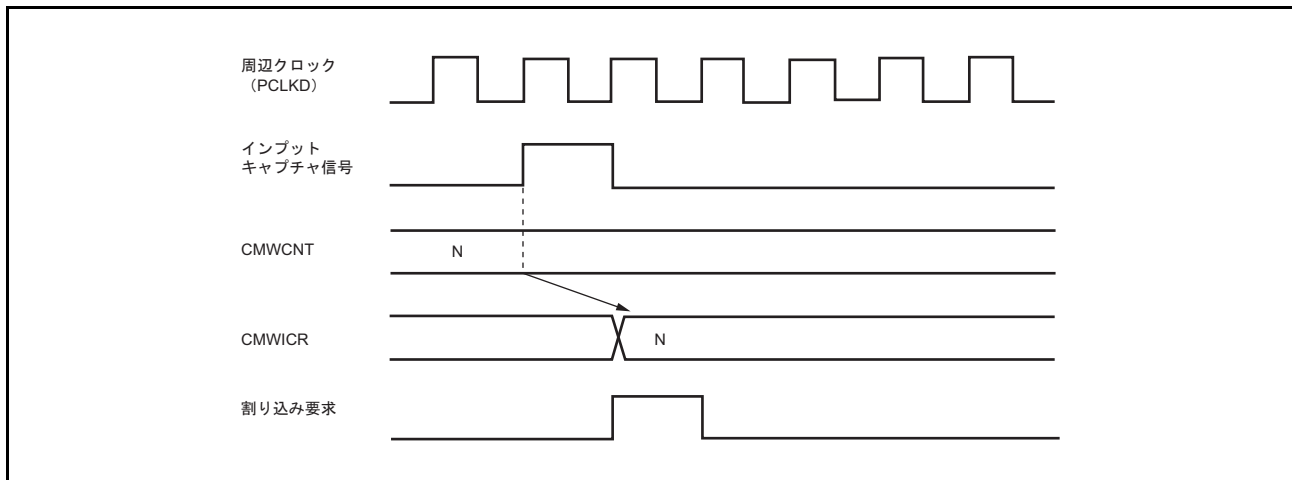 周辺クロック
（PCLKD）
インプット
キャプチャ信号
CMWCNT
N
CMWICR
N
割り込み要求